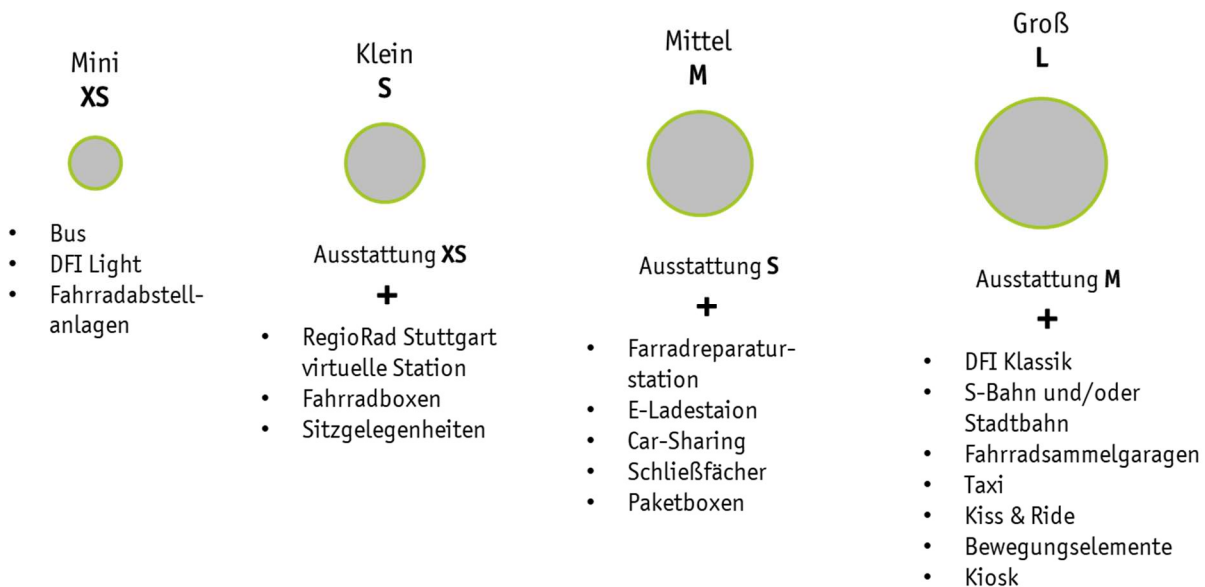 Mini
XS
• Bus
• DFI Light
• Fahrradabstell-
anlagen
Klein
S
Ausstattung XS
+
• RegioRad Stuttgart
virtuelle Station
• Fahrradboxen
• Sitzgelegenheiten
Mittel
M
Ausstattung S
+
• Farradreparatur-
station
• E-Ladestaion
• Car-Sharing
• Schließfächer
• Paketboxen
Groß
L
Ausstattung M
+
• DFI Klassik
• S-Bahn und/oder
Stadtbahn
• Fahrradsammelgaragen
• Taxi
• Kiss & Ride
• Bewegungselemente
• Kiosk